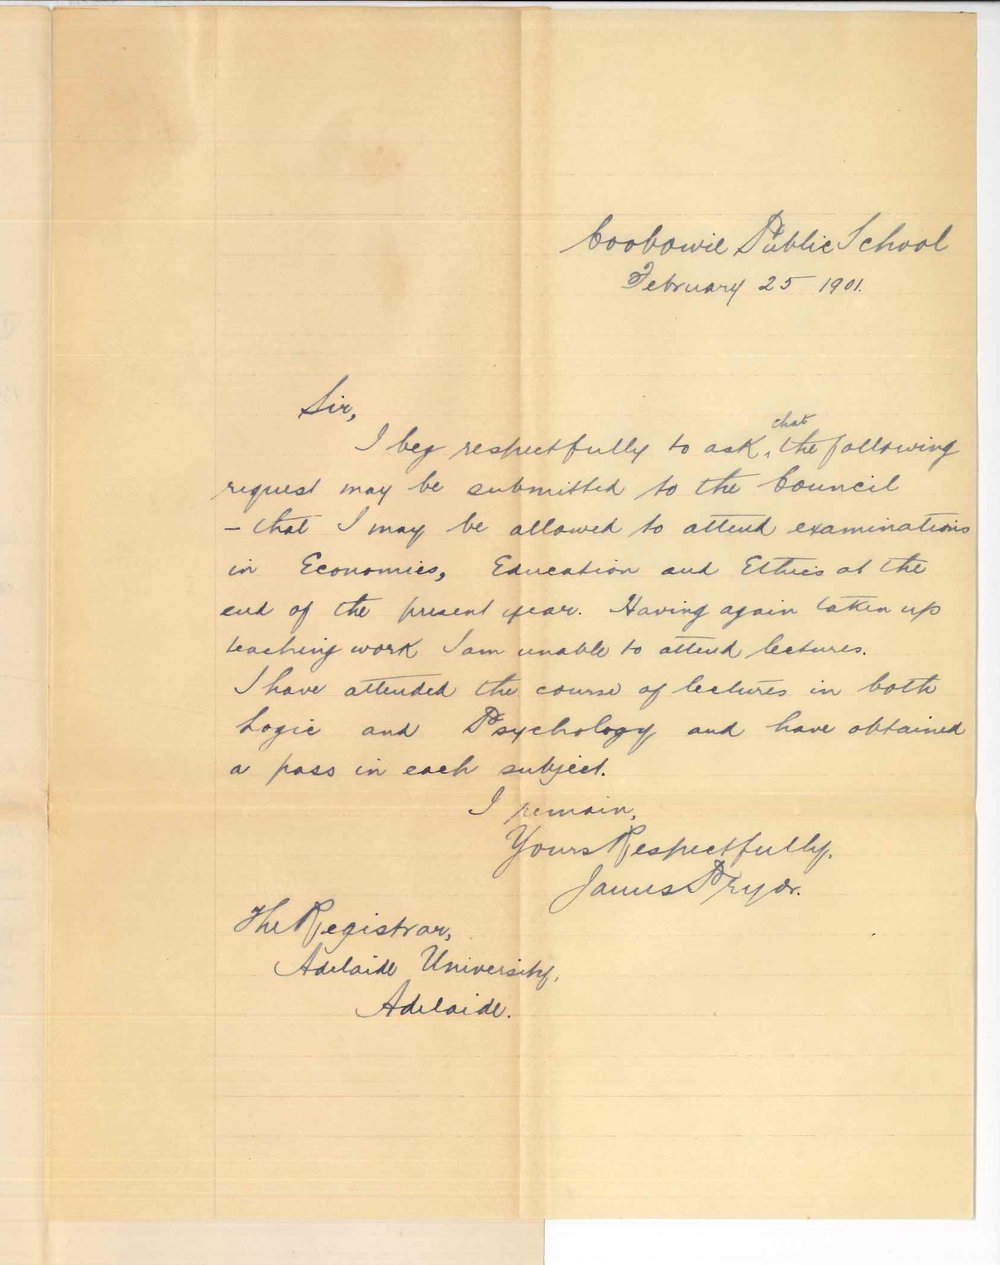 Coobowie Public School
February 25 1901.
Sir,
I beg respectfully to ask, that the following
request may be submitted to the Council
- that I may be allowed to attend examinations
in Economics, Education and Ethics at the
end of the present year. Having again taken up
teaching work I am unable to attend lectures.
I have attended the course of lectures in both
Logic and Psychology and have obtained
a pass in each subject.
I remain,
Yours Respectfully,
James Pryor.
The Registrar,
Adelaide University,
Adelaide.